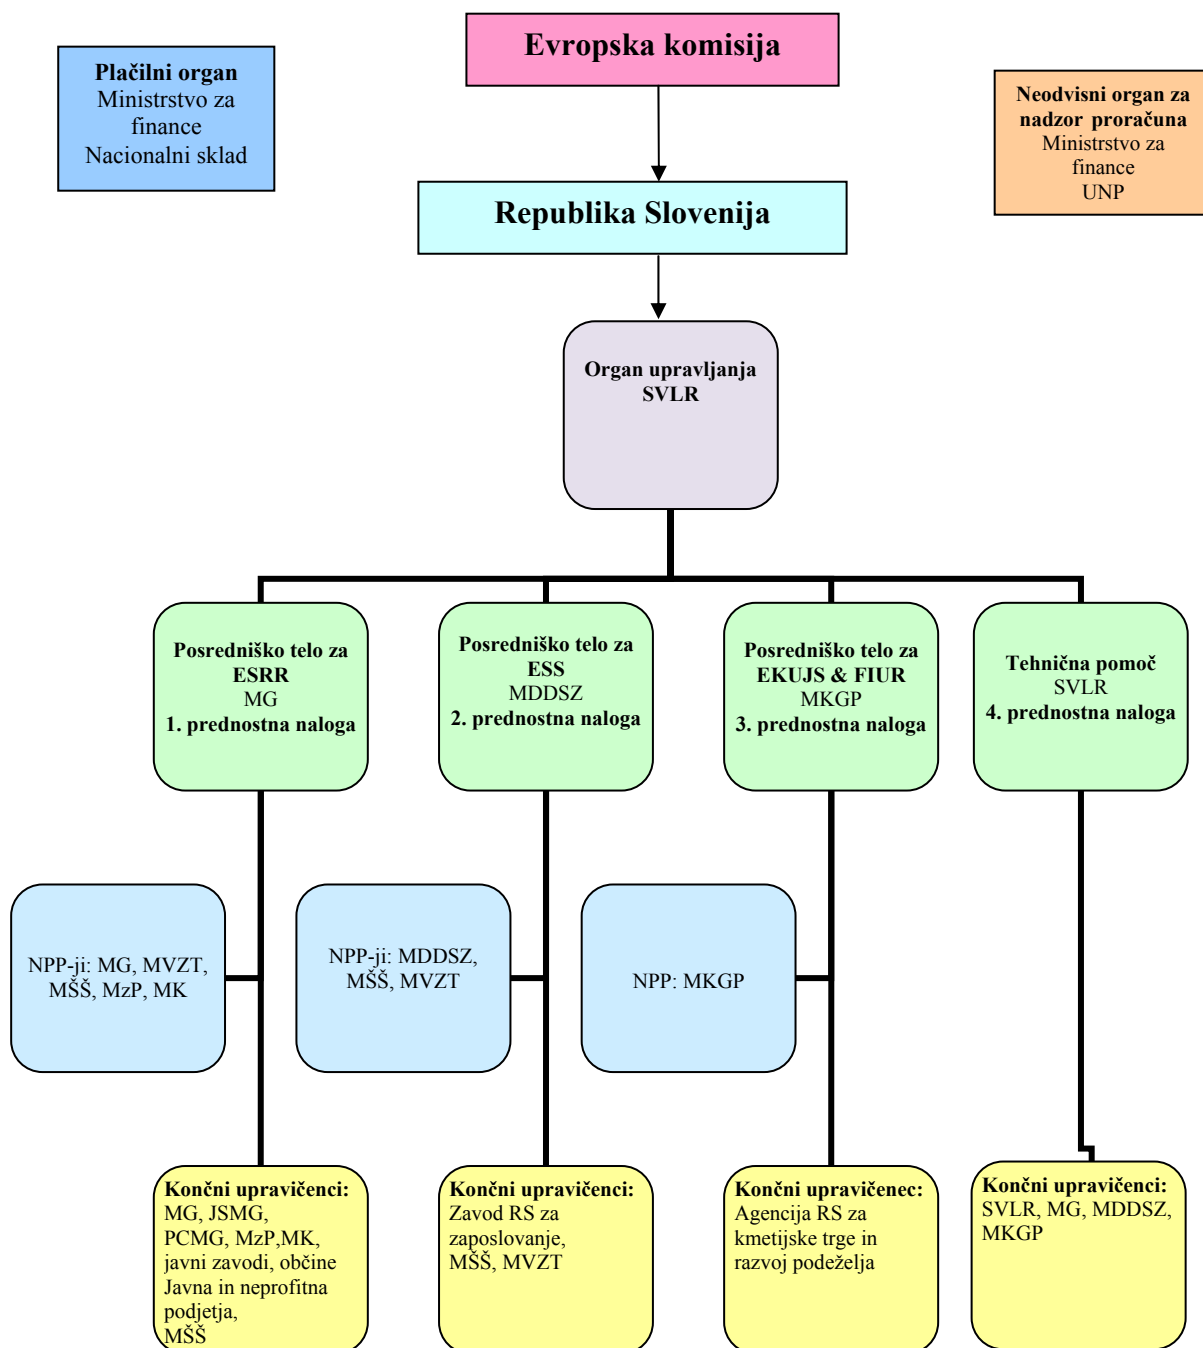 Evropska komisija
Plačilni organ
Ministrstvo za
finance
Nacionalni sklad
Neodvisni organ za
nadzor proračuna
Ministrstvo za
finance
UNP
Republika Slovenija
Organ upravljanja
SVLR
Posredniško telo za
ESRR
MG
1. prednostna naloga
Posredniško telo za
ESS
MDDSZ
2. prednostna naloga
Posredniško telo za
EKUJS & FIUR
MKGP
3. prednostna naloga
Tehnična pomoč
SVLR
4. prednostna naloga
NPP-ji: MG, MVZT,
MŠŠ, MzP, MK
NPP-ji: MDDSZ,
MŠŠ, MVZT
NPP: MKGP
Končni upravičenci:
MG, JSMG,
PCMG, MzP,MK,
javni zavodi, občine
Javna in neprofitna
podjetja,
MŠŠ
Končni upravičenci:
Zavod RS za
zaposlovanje,
MŠŠ, MVZT
Končni upravičenec:
Agencija RS za
kmetijske trge in
razvoj podeželja
Končni upravičenci:
SVLR, MG, MDDSZ,
MKGP